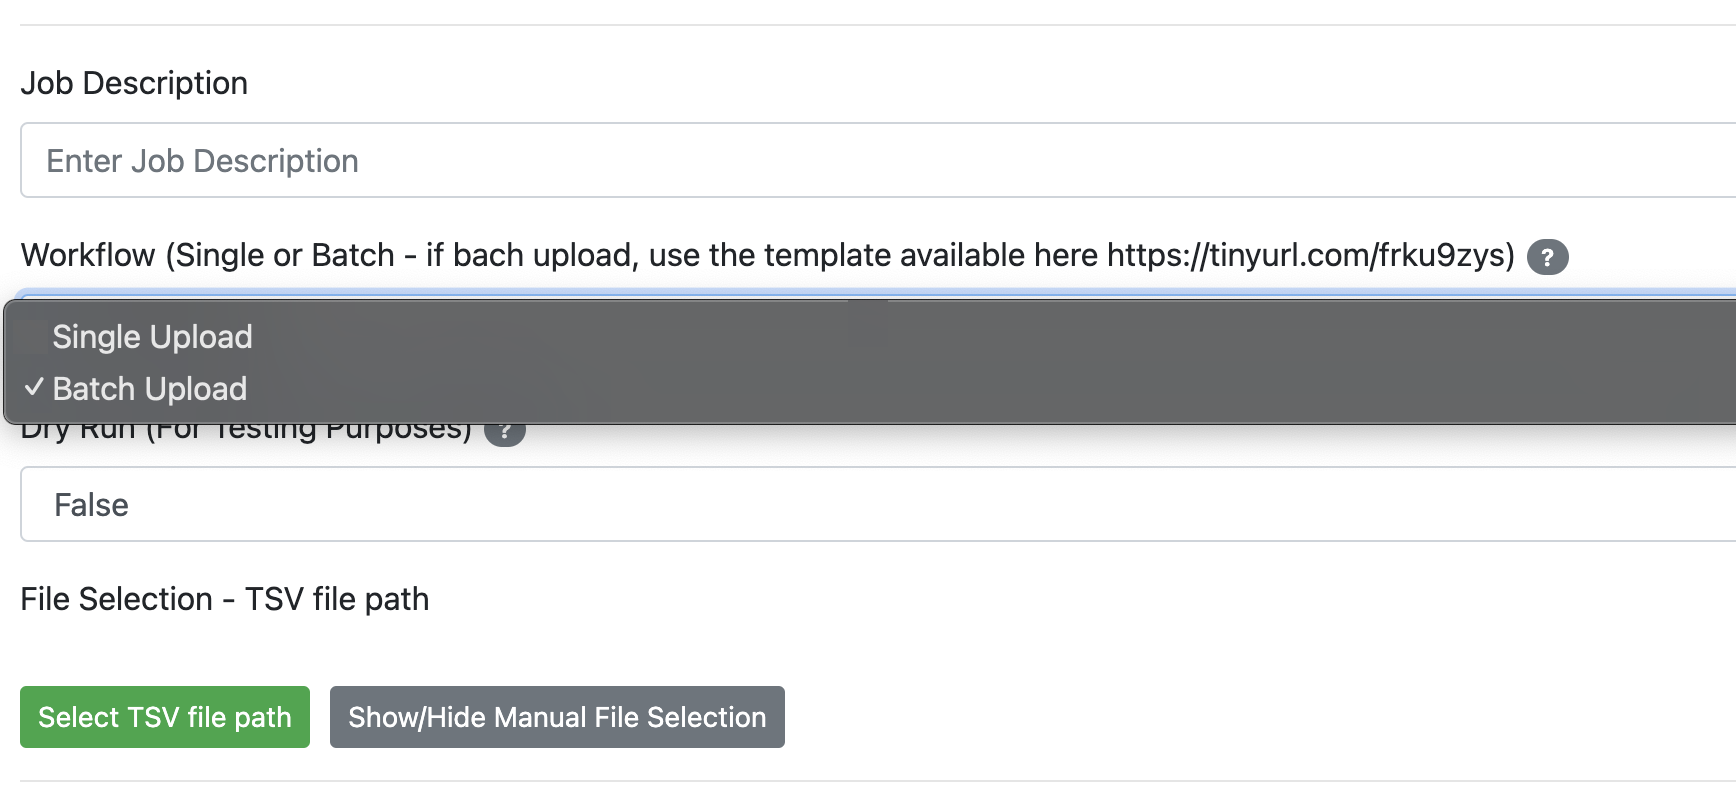 Job Description
Enter Job Description
Workflow (Single or Batch - if bach upload, use the template available here https://tinyurl.com/frku9zys) ?
Single Upload
✓ Batch Upload
Dry Run (For Testing Purposes) ?
False
File Selection - TSV file path
Select TSV file path
Show/Hide Manual File Selection